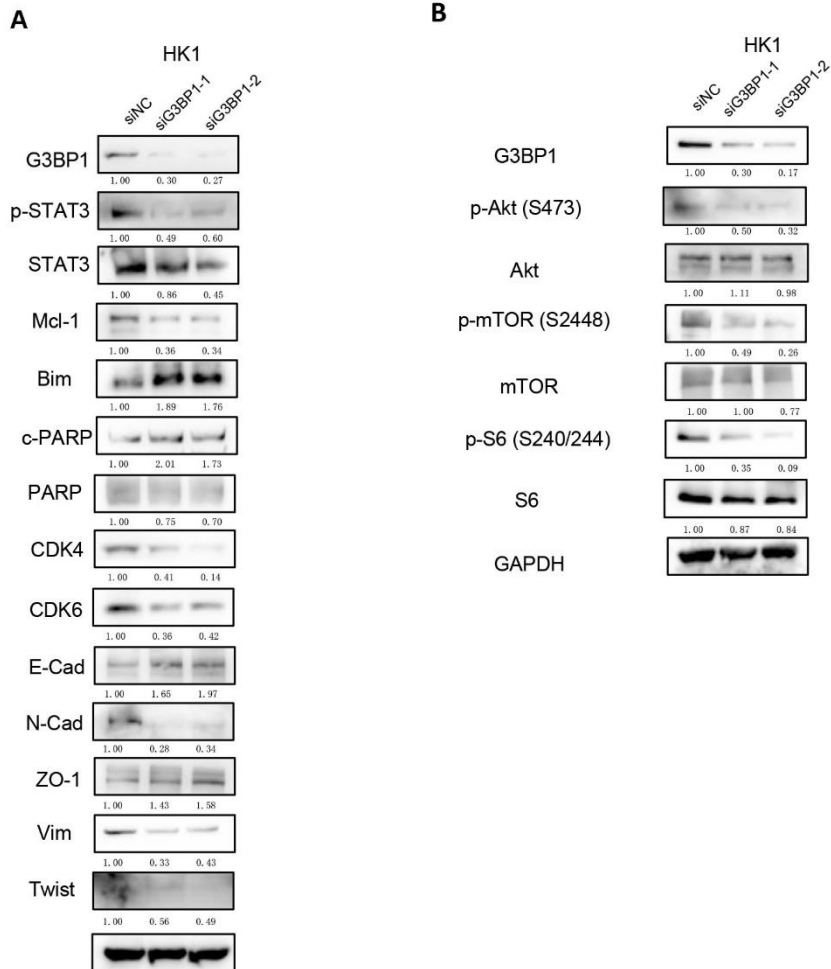 A
HK1
siNC siG3BP1-1 siG3BP1-2
G3BP1
1.00 0.30 0.27
p-STAT3
1.00 0.49 0.60
STAT3
1.00 0.86 0.45
Mcl-1
1.00 0.36 0.34
Bim
1.00 1.89 1.76
c-PARP
1.00 2.01 1.73
PARP
1.00 0.75 0.70
CDK4
1.00 0.41 0.14
CDK6
1.00 0.36 0.42
E-Cad
1.00 1.65 1.97
N-Cad
1.00 0.28 0.34
ZO-1
1.00 1.43 1.58
Vim
1.00 0.33 0.43
Twist
1.00 0.56 0.49
B
HK1
siNC siG3BP1-1 siG3BP1-2
G3BP1
1.00 0.30 0.17
p-Akt (S473)
1.00 0.50 0.32
Akt
1.00 1.11 0.98
p-mTOR (S2448)
1.00 0.49 0.26
mTOR
1.00 1.00 0.77
p-S6 (S240/244)
1.00 0.35 0.09
S6
1.00 0.87 0.84
GAPDH